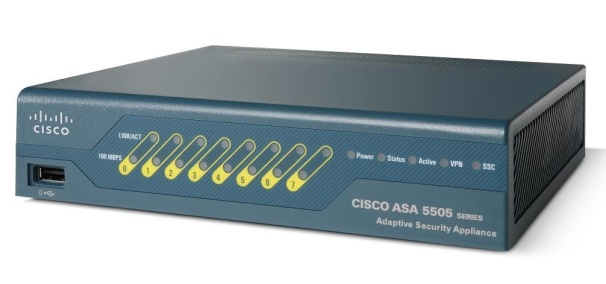 CISCO
LINK/ACT
100 MBPS
0 1 2 3 4 5 6 7
Power Status Active VPN SSC
CISCO ASA 5505 SERIES
Adaptive Security Appliance